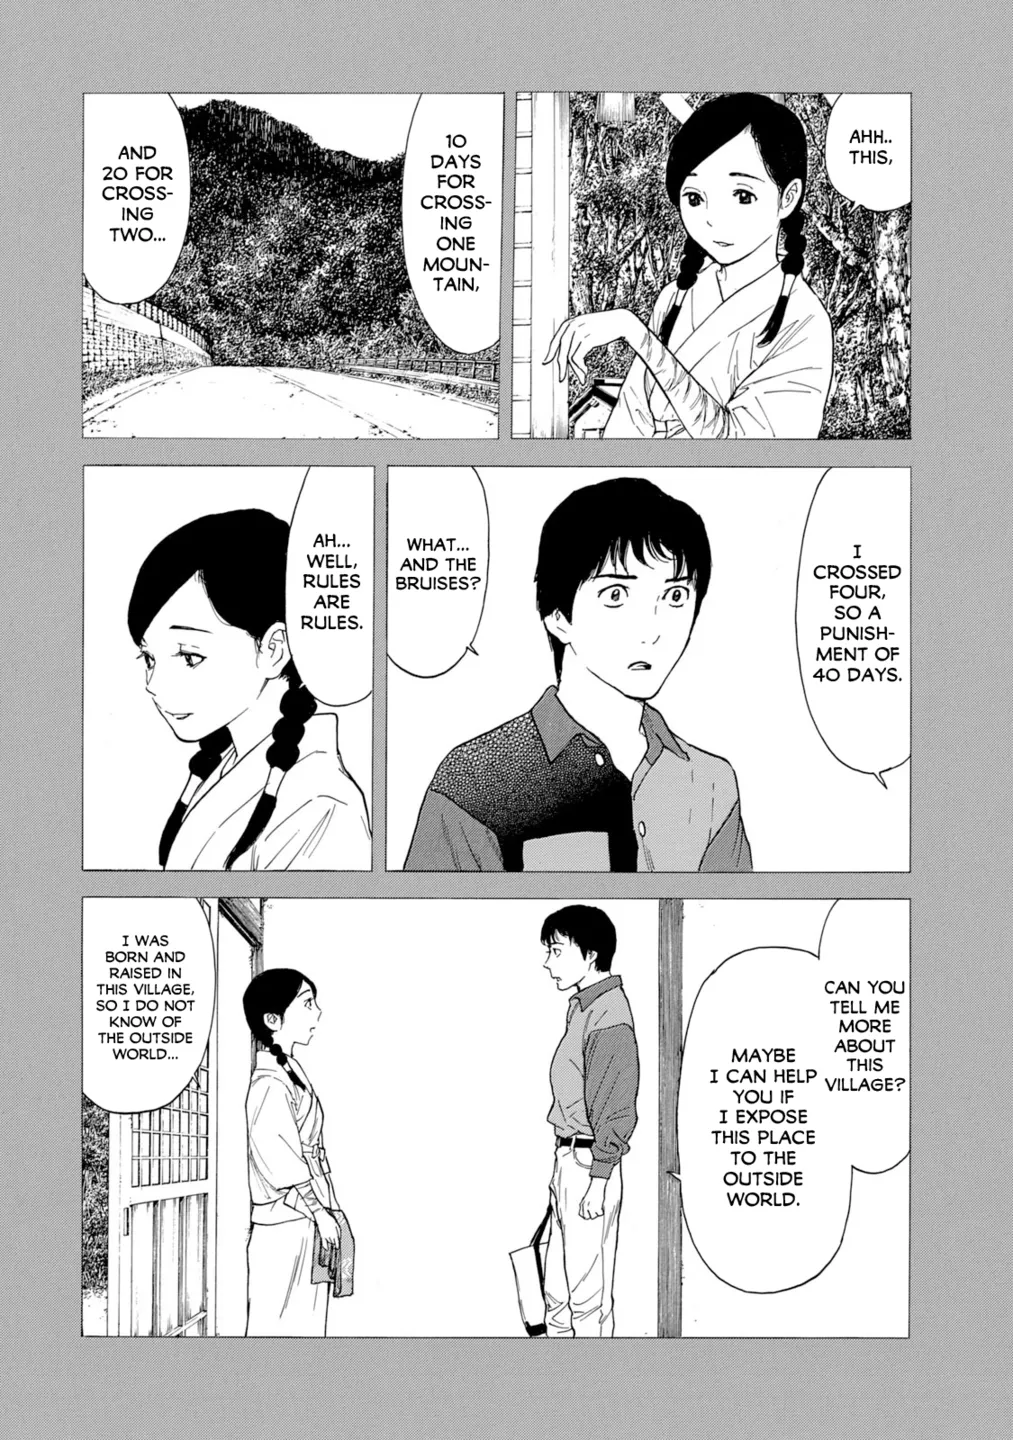 AHH..
THIS,
10
DAYS
FOR
CROSS-
ING
ONE
MOUN-
TAIN,
AND
20 FOR
CROSS-
ING
TWO...
I
CROSSED
FOUR,
SO A
PUNISH-
MENT OF
40 DAYS.
WHAT...
AND THE
BRUISES?
AH...
WELL,
RULES
ARE
RULES.
CAN YOU
TELL ME
MORE
ABOUT
THIS
VILLAGE?
MAYBE
I CAN HELP
YOU IF
I EXPOSE
THIS PLACE
TO THE
OUTSIDE
WORLD.
I WAS
BORN AND
RAISED IN
THIS VILLAGE,
SO I DO NOT
KNOW OF
THE OUTSIDE
WORLD...